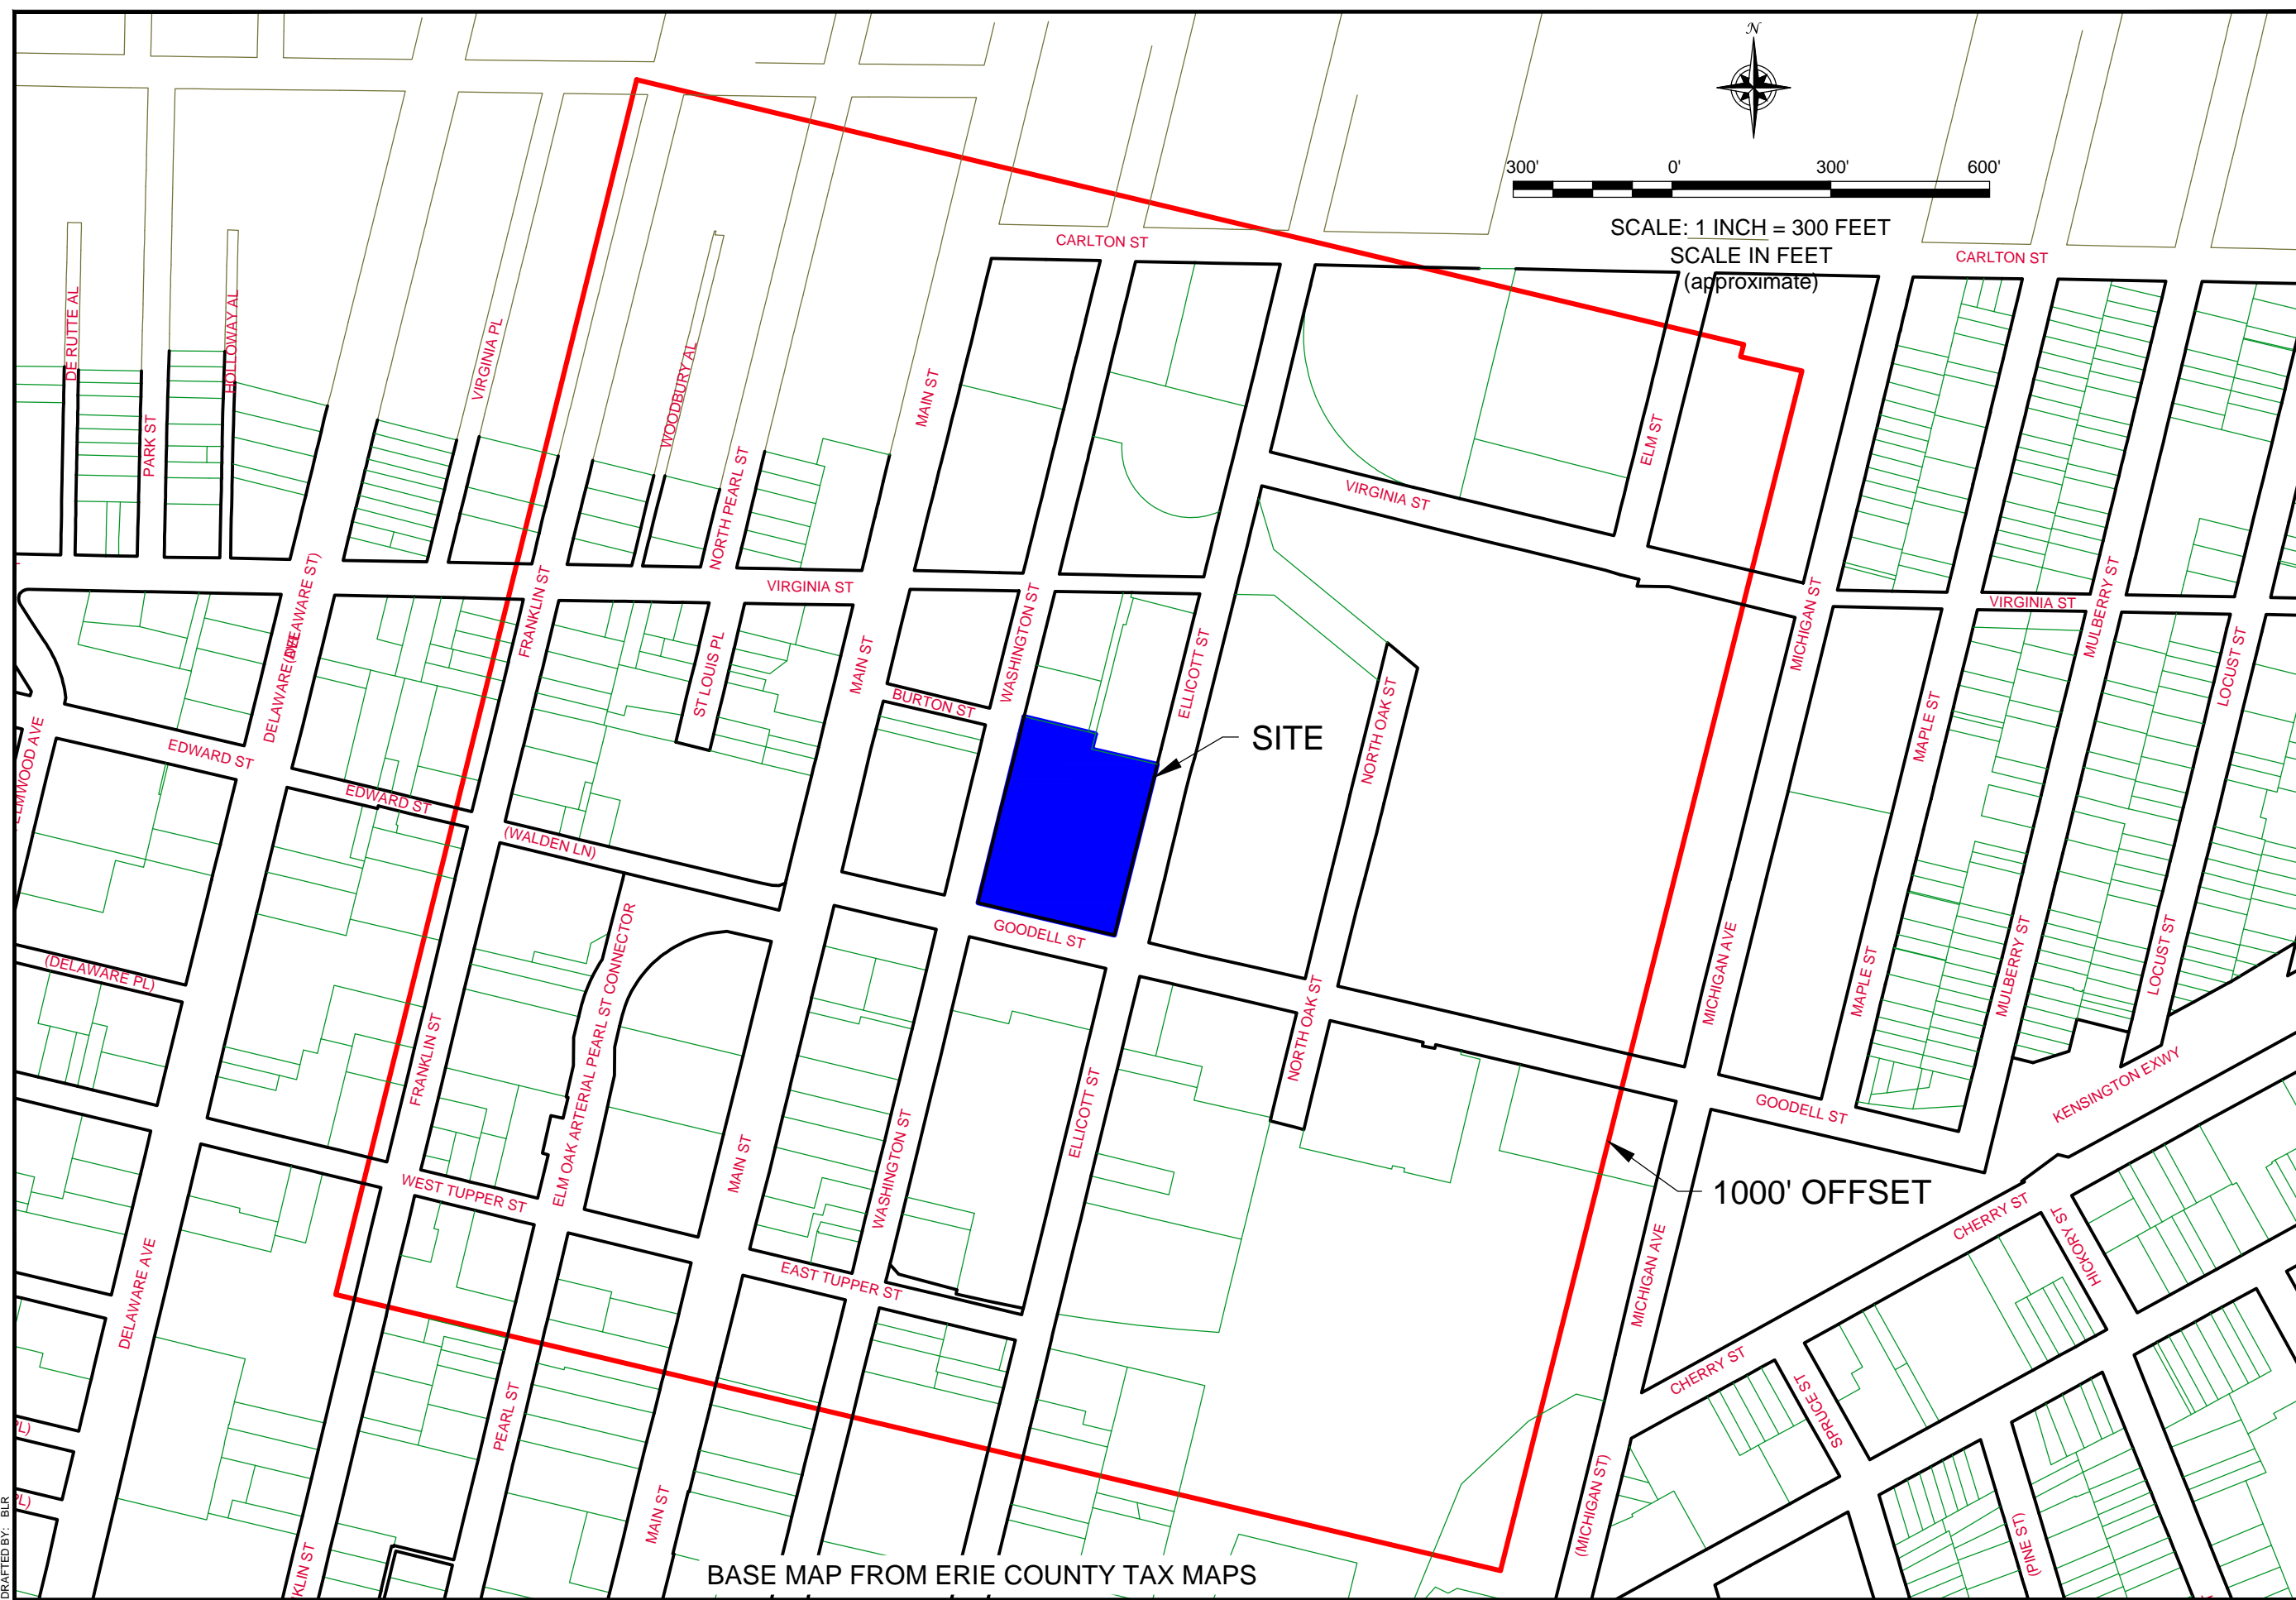 N
300' 0' 300' 600'
SCALE: 1 INCH = 300 FEET
SCALE IN FEET
(approximate)
CARLTON ST
CARLTON ST
DE RUTTE AL
HOLLOWAY AL
VIRGINIA PL
WOODBURY AL
MAIN ST
PARK ST
NORTH PEARL ST
ELM ST
VIRGINIA ST
VIRGINIA ST
VIRGINIA ST
(DELAWARE ST)
DELAWARE AVE
FRANKLIN ST
ST LOUIS PL
MAIN ST
WASHINGTON ST
BURTON ST
ELLICOTT ST
NORTH OAK ST
MICHIGAN ST
MAPLE ST
MULBERRY ST
LOCUST ST
SITE
ELMWOOD AVE
EDWARD ST
EDWARD ST
(WALDEN LN)
GOODELL ST
(DELAWARE PL)
FRANKLIN ST
ELM OAK ARTERIAL PEARL ST CONNECTOR
NORTH OAK ST
MICHIGAN AVE
MAPLE ST
MULBERRY ST
LOCUST ST
KENSINGTON EXWY
GOODELL ST
ELLICOTT ST
WASHINGTON ST
MAIN ST
WEST TUPPER ST
1000' OFFSET
EAST TUPPER ST
DELAWARE AVE
MICHIGAN AVE
CHERRY ST
HICKORY ST
CHERRY ST
SPRUCE ST
PEARL ST
MAIN ST
(MICHIGAN ST)
(PINE ST)
PL)
PL)
KLIN ST
BASE MAP FROM ERIE COUNTY TAX MAPS
DRAFTED BY: BLR